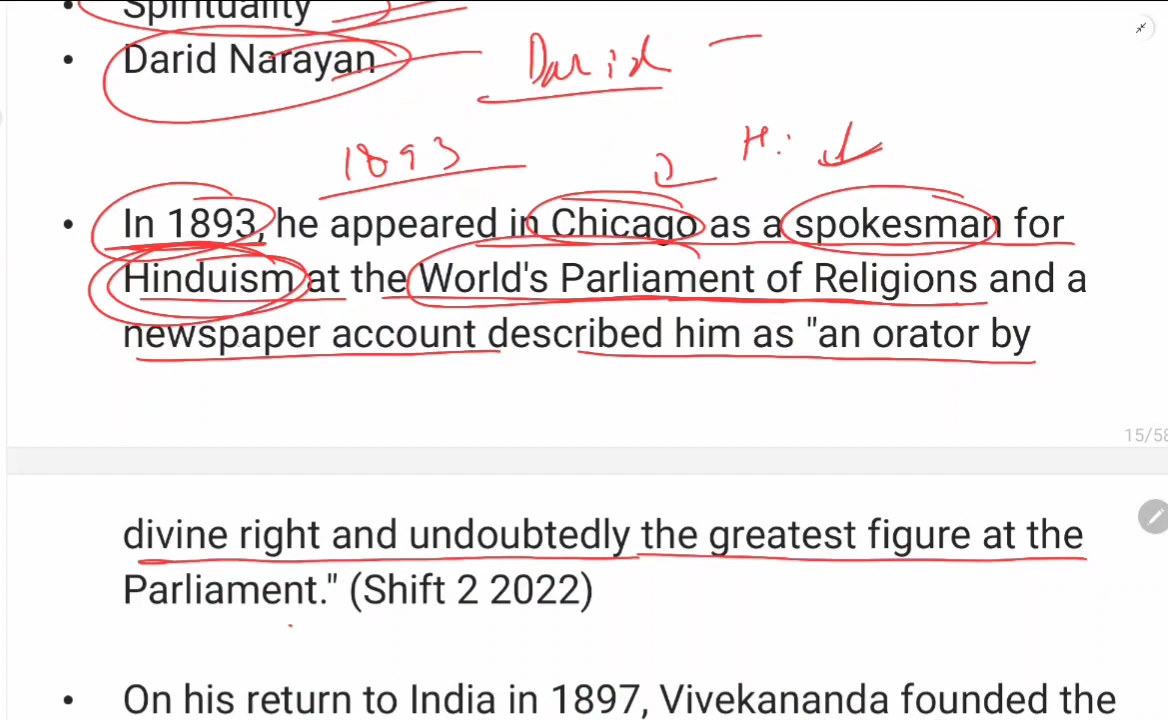 • Spirituality
• Darid Narayan
Darid
1893
H.
• In 1893, he appeared in Chicago as a spokesman for
Hinduism at the World's Parliament of Religions and a
newspaper account described him as "an orator by
15/58
divine right and undoubtedly the greatest figure at the
Parliament." (Shift 2 2022)
• On his return to India in 1897, Vivekananda founded the